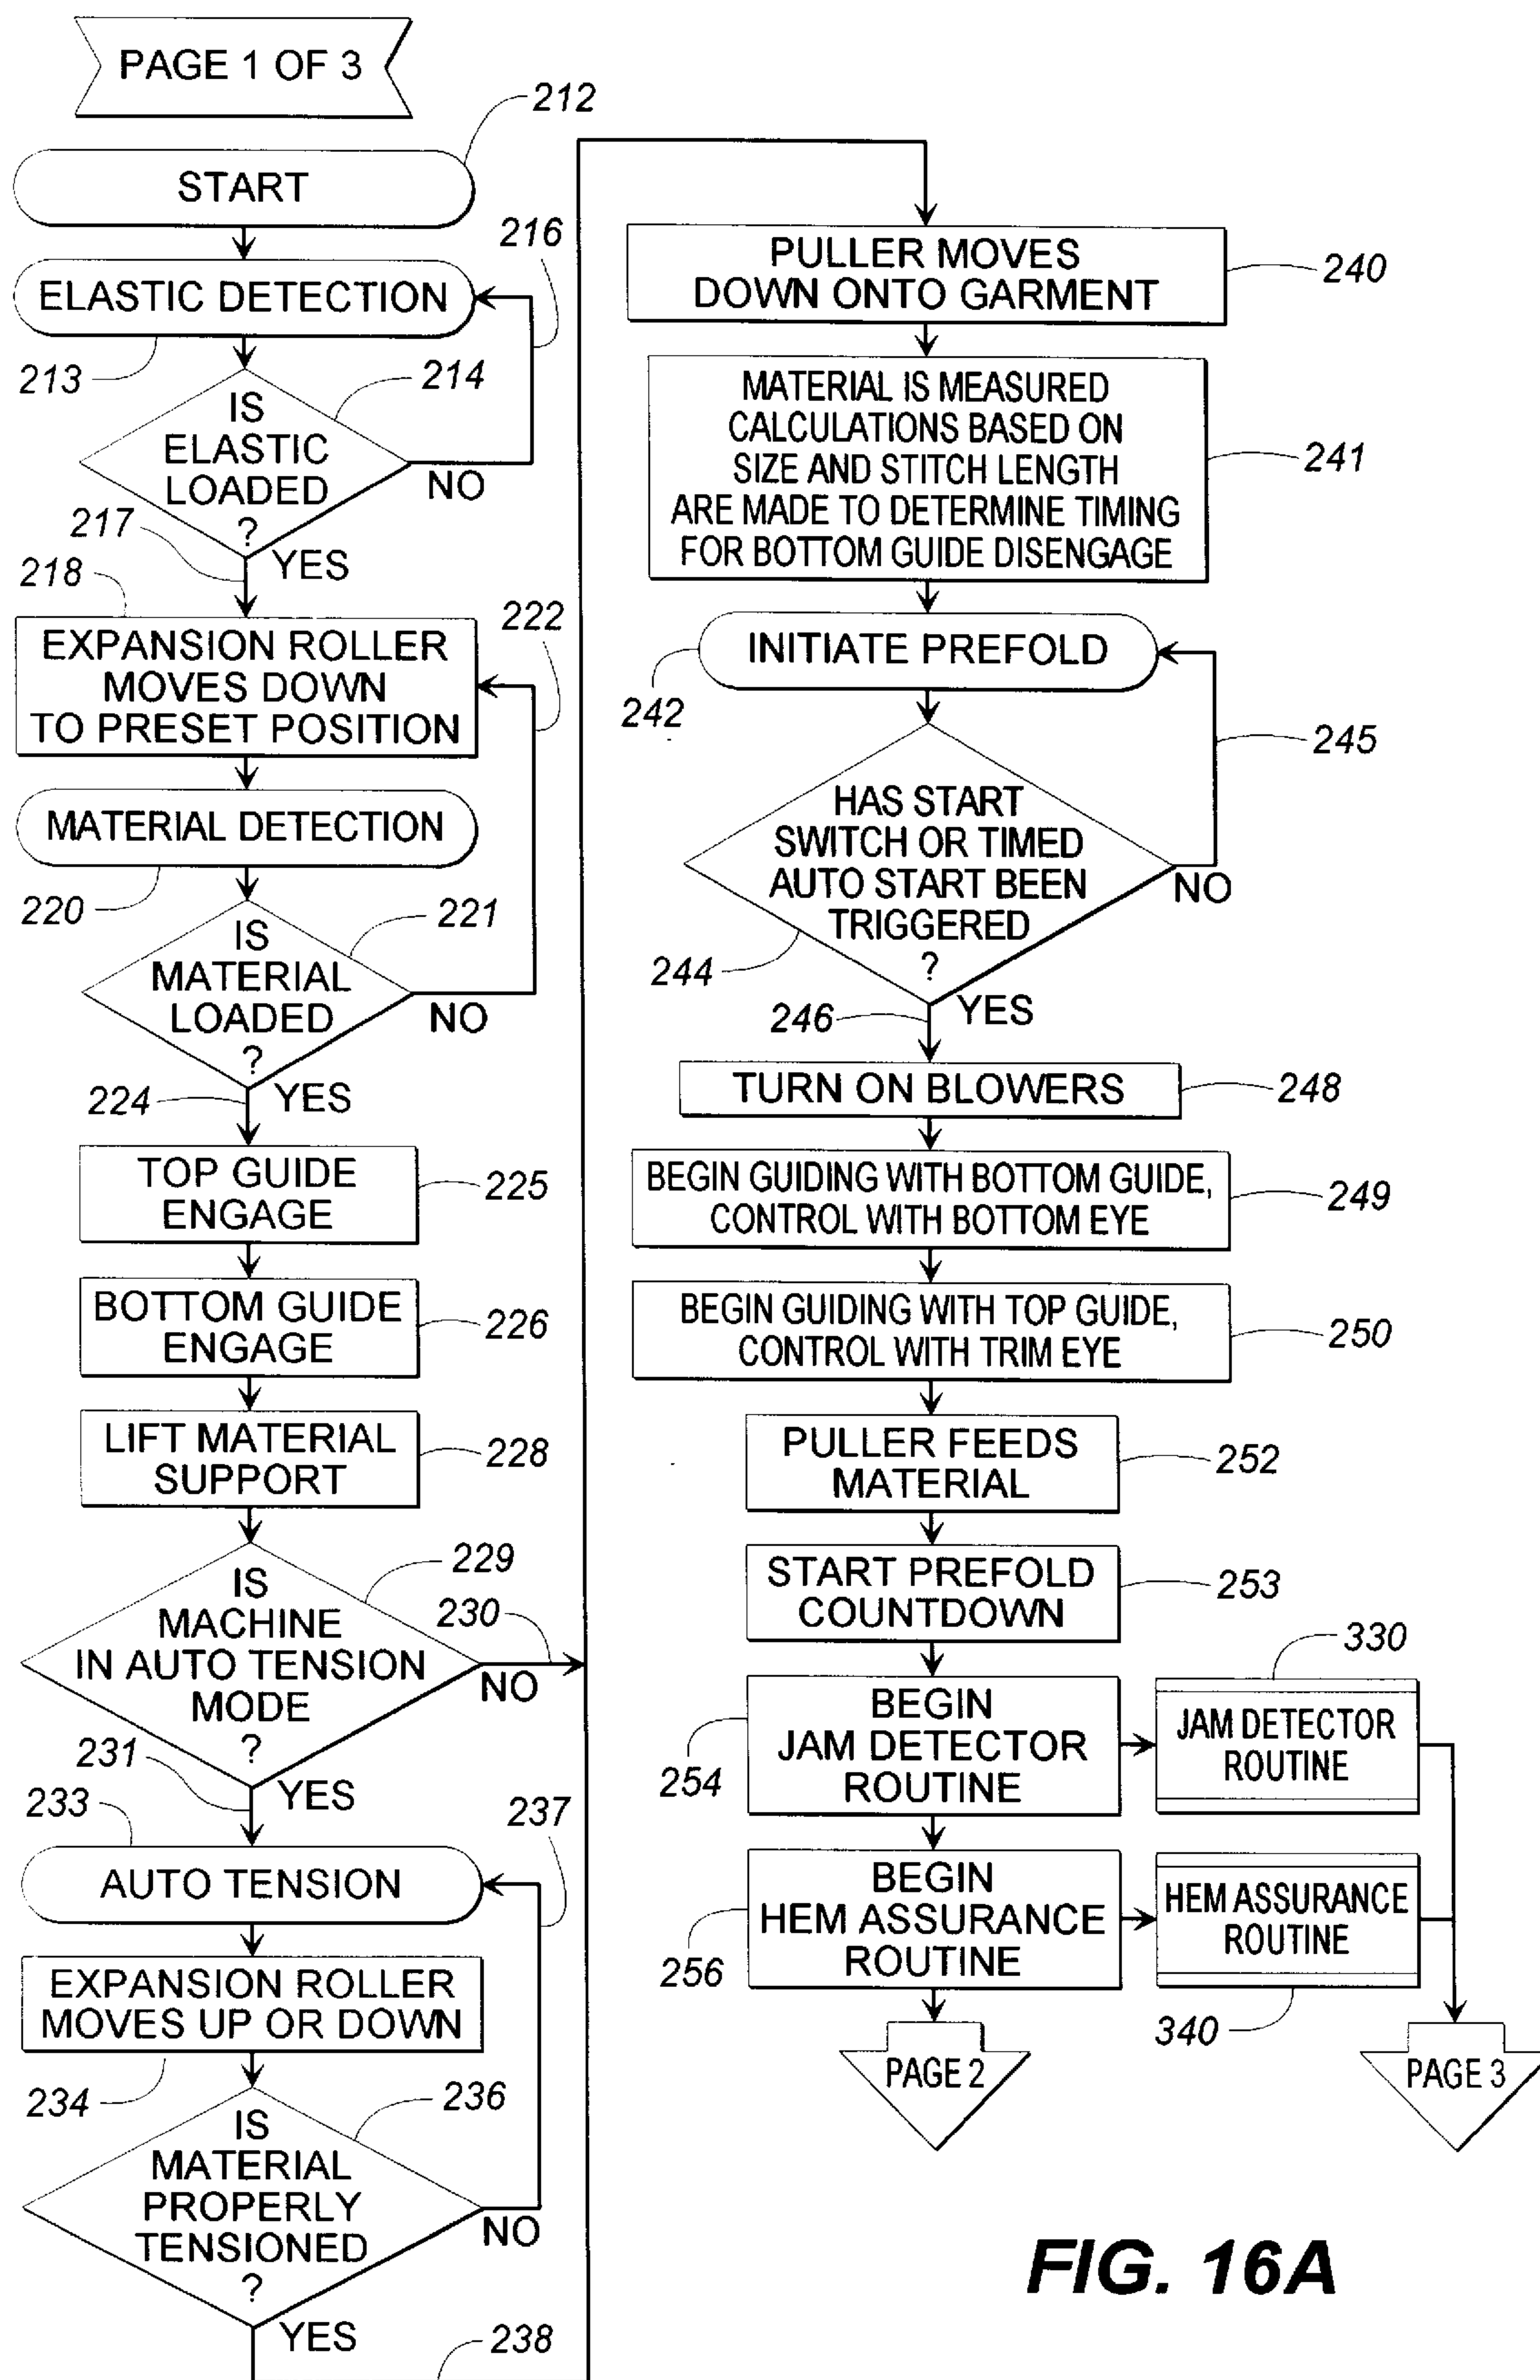 PAGE 1 OF 3
212
START
216
ELASTIC DETECTION
213
214
IS
ELASTIC
LOADED
?
NO
217
YES
218
222
EXPANSION ROLLER
MOVES DOWN
TO PRESET POSITION
MATERIAL DETECTION
220
221
IS
MATERIAL
LOADED
?
NO
224
YES
TOP GUIDE
ENGAGE
225
BOTTOM GUIDE
ENGAGE
226
LIFT MATERIAL
SUPPORT
228
229
IS
MACHINE
IN AUTO TENSION
MODE
?
230
NO
231
YES
233
237
AUTO TENSION
EXPANSION ROLLER
MOVES UP OR DOWN
234
236
IS
MATERIAL
PROPERLY
TENSIONED
?
NO
YES
238
PULLER MOVES
DOWN ONTO GARMENT
240
MATERIAL IS MEASURED
CALCULATIONS BASED ON
SIZE AND STITCH LENGTH
ARE MADE TO DETERMINE TIMING
FOR BOTTOM GUIDE DISENGAGE
241
INITIATE PREFOLD
242
245
HAS START
SWITCH OR TIMED
AUTO START BEEN
TRIGGERED
?
NO
244
246
YES
TURN ON BLOWERS
248
BEGIN GUIDING WITH BOTTOM GUIDE,
CONTROL WITH BOTTOM EYE
249
BEGIN GUIDING WITH TOP GUIDE,
CONTROL WITH TRIM EYE
250
PULLER FEEDS
MATERIAL
252
START PREFOLD
COUNTDOWN
253
BEGIN
JAM DETECTOR
ROUTINE
254
330
JAM DETECTOR
ROUTINE
BEGIN
HEM ASSURANCE
ROUTINE
256
HEM ASSURANCE
ROUTINE
340
PAGE 2
PAGE 3
FIG. 16A